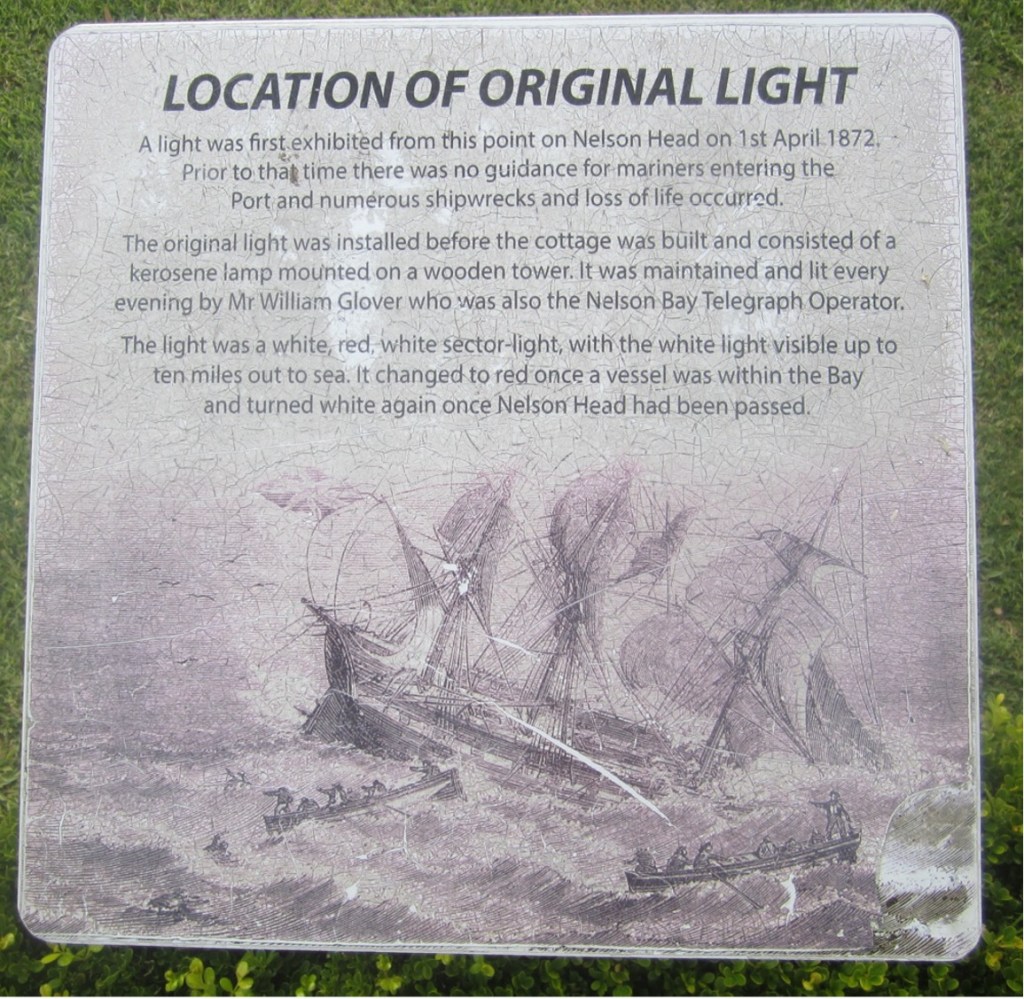 LOCATION OF ORIGINAL LIGHT
A light was first exhibited from this point on Nelson Head on 1st April 1872.
Prior to that time there was no guidance for mariners entering the
Port and numerous shipwrecks and loss of life occurred.
The original light was installed before the cottage was built and consisted of a
kerosene lamp mounted on a wooden tower. It was maintained and lit every
evening by Mr William Glover who was also the Nelson Bay Telegraph Operator.
The light was a white, red, white sector-light, with the white light visible up to
ten miles out to sea. It changed to red once a vessel was within the Bay
and turned white again once Nelson Head had been passed.